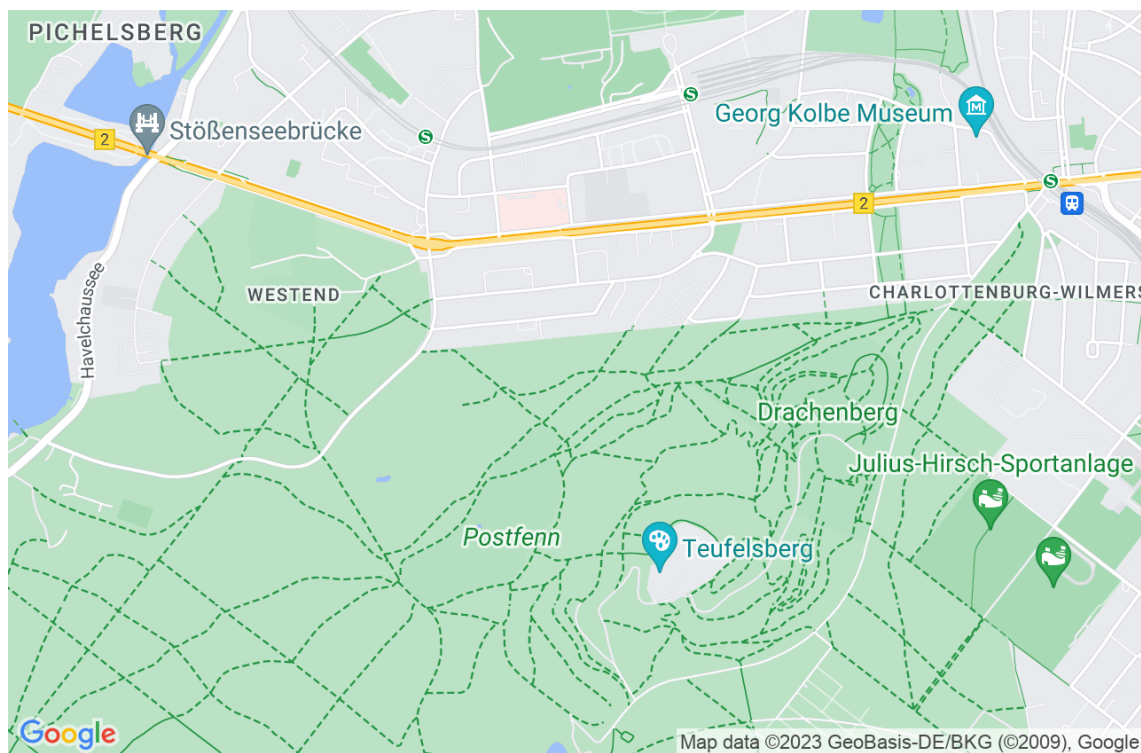 PICHELSBERG
Stößenseebrücke
2
S
S
Georg Kolbe Museum
M
2
S
WESTEND
CHARLOTTENBURG-WILMERS
Havelchaussee
Drachenberg
Julius-Hirsch-Sportanlage
Postfenn
Teufelsberg
Google
Map data ©2023 GeoBasis-DE/BKG (©2009), Google